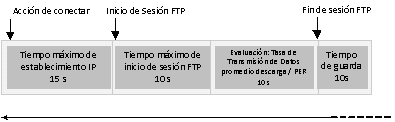 Acción de conectar
Inicio de Sesión FTP
Fin de sesión FTP
Tiempo máximo de
establecimiento IP
15 s
Tiempo máximo de
inicio de sesión FTP
10s
Evaluación: Tasa de
Transmisión de Datos
promedio descarga / PER
10s
Tiempo
de guarda
10s